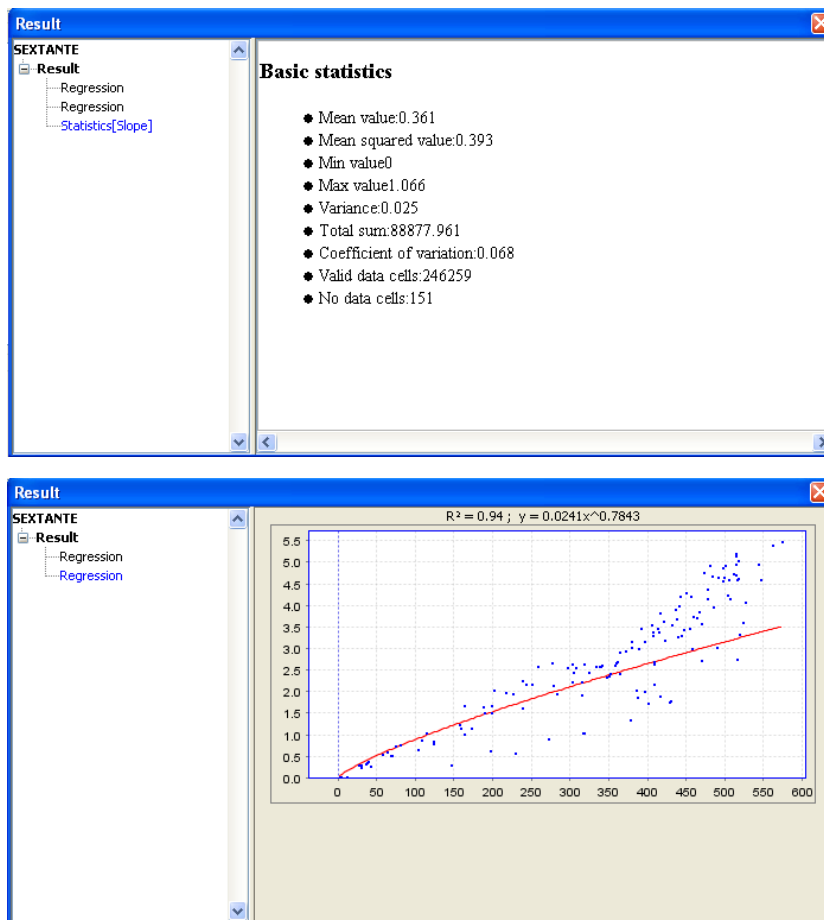 Result
SEXTANTE
Result
Regression
Regression
Statistics[Slope]
Basic statistics
Mean value:0.361
Mean squared value:0.393
Min value0
Max value1.066
Variance:0.025
Total sum:88877.961
Coefficient of variation:0.068
Valid data cells:246259
No data cells:151
Result
SEXTANTE
Result
Regression
Regression
R² = 0.94 ; y = 0.0241x^0.7843
5.5
5.0
4.5
4.0
3.5
3.0
2.5
2.0
1.5
1.0
0.5
0.0
0 50 100 150 200 250 300 350 400 450 500 550 600